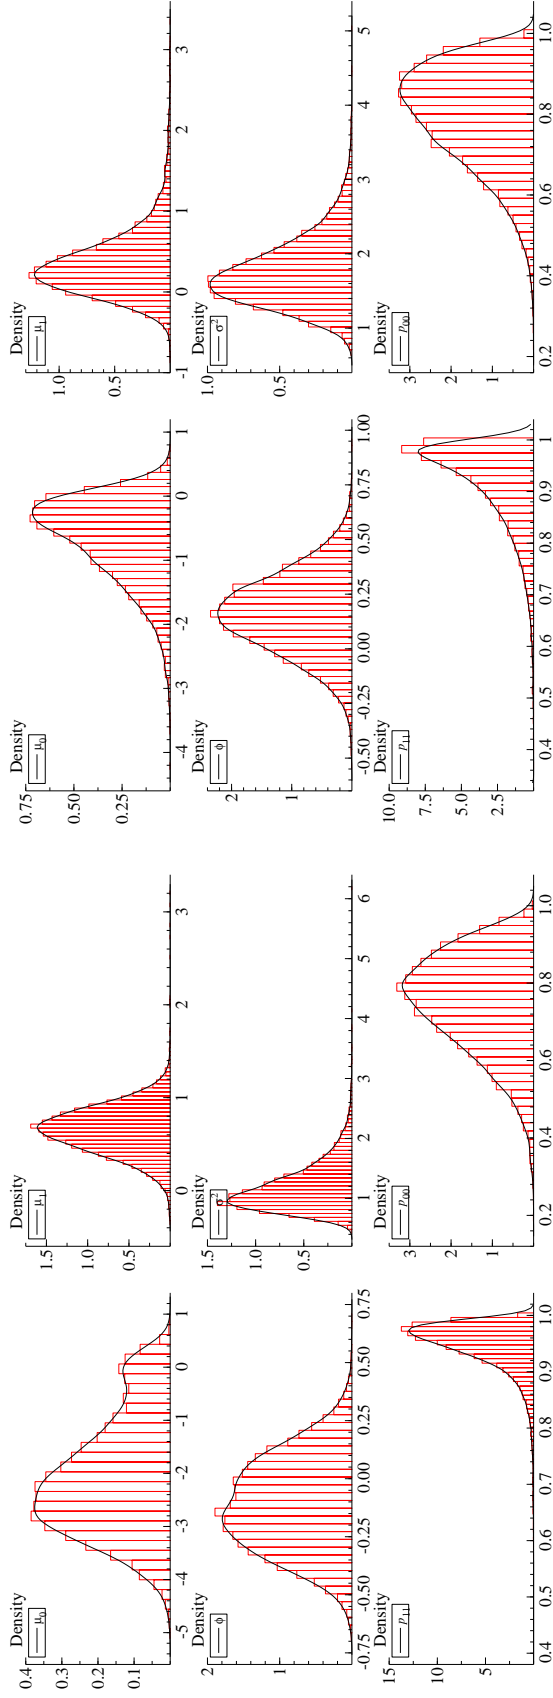 Density
μ₀
0.4
0.3
0.2
0.1
-5 -4 -3 -2 -1 0 1
Density
μ₁
1.5
1.0
0.5
0 1 2 3
Density
μ₀
0.75
0.50
0.25
-4 -3 -2 -1 0 1
Density
μ₁
1.0
0.5
-1 0 1 2 3
Density
ϕ
2
1
-0.75 -0.50 -0.25 0.00 0.25 0.50 0.75
Density
σ²
1.5
1.0
0.5
1 2 3 4 5 6
Density
ϕ
2
1
-0.50 -0.25 0.00 0.25 0.50 0.75 1.00
Density
σ²
1.0
0.5
1 2 3 4 5
Density
p₁₁
15
10
5
0.4 0.5 0.6 0.7 0.8 0.9 1.0
Density
p₀₀
3
2
1
0.2 0.4 0.6 0.8 1.0
Density
p₁₁
10.0
7.5
5.0
2.5
0.4 0.5 0.6 0.7 0.8 0.9 1
Density
p₀₀
3
2
1
0.2 0.4 0.6 0.8 1.0